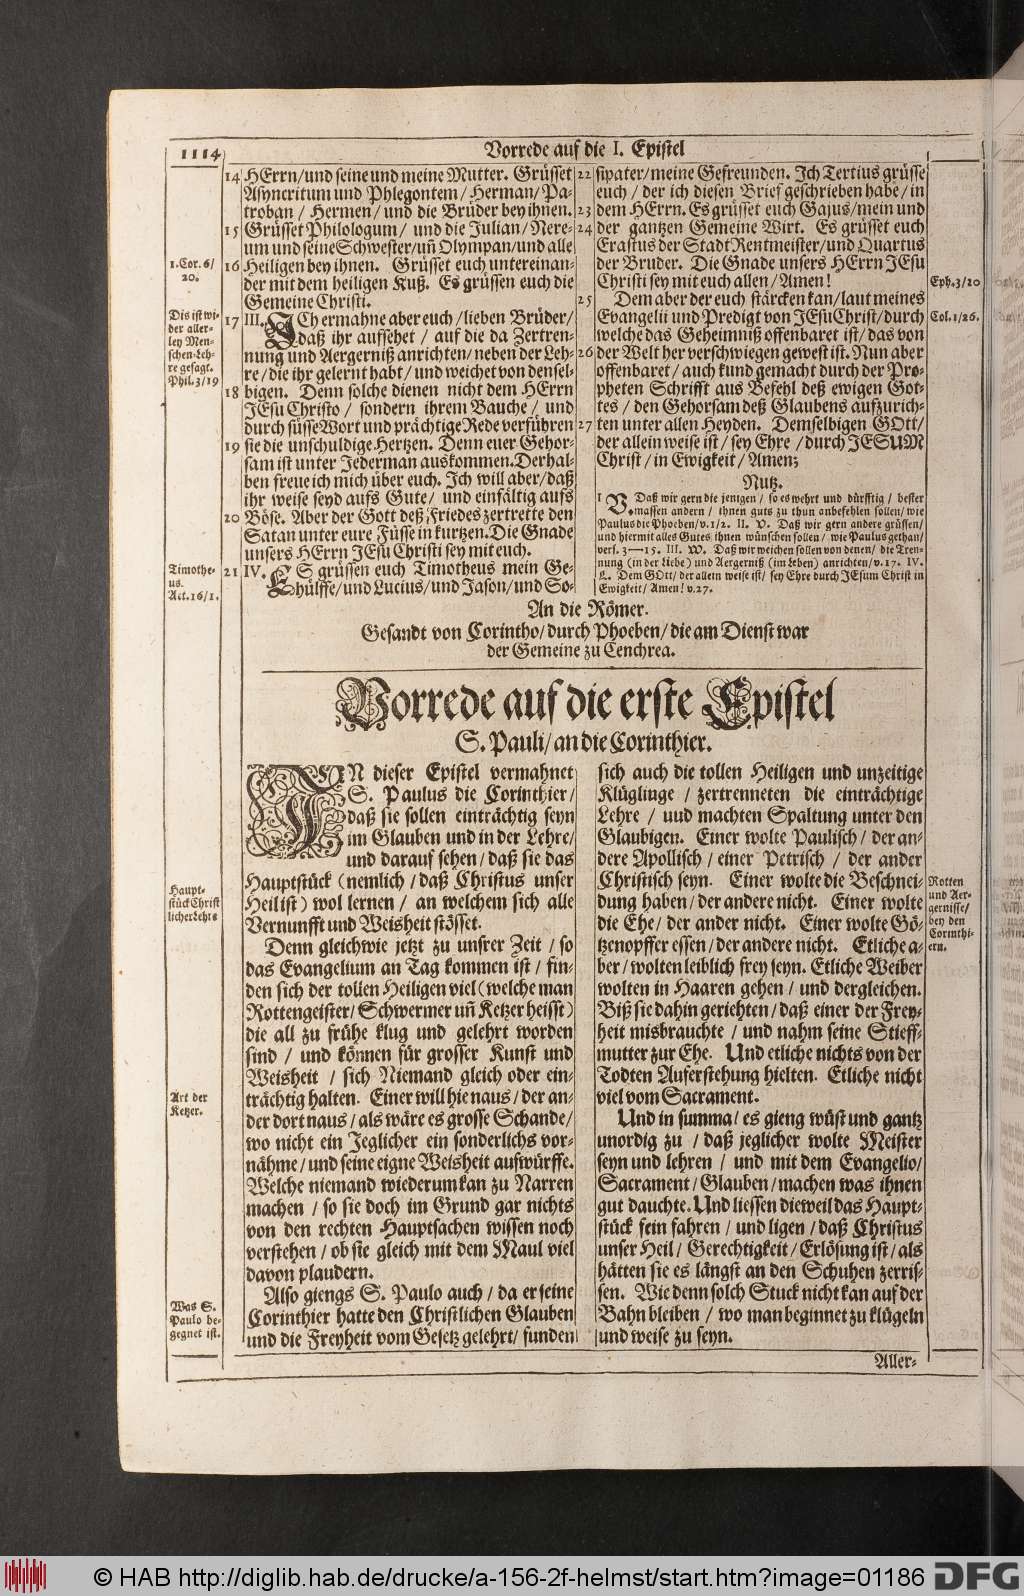 1114
Vorrede auf die I. Epistel
14 HErrn/und seine und meine Mutter. Grüsset
Asyncritum und Phlegontem / Herman/ Pa-
troban / Hermen / und die Brüder bey ihnen.
15 Grüsset Philologum / und die Julian / Nere-
um und seine Schwester/uñ Olympan/und alle
1. Cor. 6/
20.
16 Heiligen bey ihnen. Grüsset euch untereinan-
der mit dem heiligen Kuß. Es grüssen euch die
Gemeine Christi.
Dis ist wi-
der aller-
ley Men-
schen-Leh-
re gesagt.
Phil. 3/19
17 III. JCh ermahne aber euch / lieben Brüder/
daß ihr aufsehet / auf die da Zertren-
nung und Aergerniß anrichten/ neben der Leh-
re / die ihr gelernt habt / und weichet von densel-
18 bigen. Denn solche dienen nicht dem HErrn
JEsu Christo / sondern ihrem Bauche / und
durch süsse Wort und prächtige Rede verführen
19 sie die unschuldige Hertzen. Denn euer Gehor-
sam ist unter Jederman auskommen. Derhal-
ben freue ich mich über euch. Ich will aber/daß
ihr weise seyd aufs Gute / und einfältig aufs
20 Böse. Aber der Gott deß Friedes zertrette den
Satan unter eure Füsse in kurtzen. Die Gnade
unsers HErrn JEsu Christi sey mit euch.
Timothe-
us.
Act. 16/1.
21 IV. ES grüssen euch Timotheus mein Ge-
hülffe/und Lucius/und Jason/und So-
22 sipater/meine Gefreunden. Ich Tertius grüsse
euch / der ich diesen Brief geschrieben habe / in
23 dem HErrn. Es grüsset euch Gajus/mein und
24 der gantzen Gemeine Wirt. Es grüsset euch
Erastus der Stadt Rentmeister/und Quartus
der Bruder. Die Gnade unsers HErrn JEsu
Christi sey mit euch allen / Amen!
Eph. 3/20
25 Dem aber der euch stärcken kan/laut meines
Evangelii und Predigt von JEsu Christ/durch
Col. 1/26.
welche das Geheimniß offenbaret ist/das von
26 der Welt her verschwiegen gewest ist. Nun aber
offenbaret / auch kund gemacht durch der Pro-
pheten Schrifft aus Befehl deß ewigen Got-
tes / den Gehorsam deß Glaubens aufzurich-
27 ten unter allen Heyden. Demselbigen GOtt/
der allein weise ist / sey Ehre / durch JESUM
Christ / in Ewigkeit / Amen;
Nutz.
I V. Daß wir gern die jenigen / so es wehrt und dürfftig / bester
massen andern / ihnen guts zu thun anbefehlen sollen/ wie
Paulus die Phoeben/v. 1/2. II. V. Daß wir gern andere grüssen/
und hiermit alles Gutes ihnen wünschen sollen / wie Paulus gethan/
vers. 3—15. III. W. Daß wir weichen sollen von denen / die Tren-
nung (in der Liebe) und Aergerniß (im Leben) anrichten/v. 17. IV.
L. Dem GOtt/ der allein weise ist/ sey Ehre durch JEsum Christ in
Ewigkeit/ Amen! v. 27.
An die Römer.
Gesandt von Corintho/ durch Phoeben/ die am Dienst war
der Gemeine zu Cenchrea.
Vorrede auf die erste Epistel
S. Pauli/ an die Corinthier.
IN dieser Epistel vermahnet
S. Paulus die Corinthier/
daß sie sollen einträchtig seyn
im Glauben und in der Lehre/
und darauf sehen / daß sie das
Haupt-
stück Christ
licher Lehre
Hauptstück (nemlich / daß Christus unser
Heil ist) wol lernen / an welchem sich alle
Vernunfft und Weisheit stösset.
Denn gleichwie jetzt zu unsrer Zeit / so
das Evangelium an Tag kommen ist / fin-
den sich der tollen Heiligen viel (welche man
Rottengeister/ Schwermer uñ Ketzer heisst)
die all zu frühe klug und gelehrt worden
sind / und können für grosser Kunst und
Weisheit / sich Niemand gleich oder ein-
Art der
Ketzer.
trächtig halten. Einer will hie naus / der an-
der dort naus / als wäre es grosse Schande/
wo nicht ein Jeglicher ein sonderlichs vor-
nähme / und seine eigne Weisheit aufwürffe.
Welche niemand wiederum kan zu Narren
machen / so sie doch im Grund gar nichts
von den rechten Hauptsachen wissen noch
verstehen / ob sie gleich mit dem Maul viel
davon plaudern.
Was S.
Paulo be-
gegnet ist.
Also giengs S. Paulo auch / da er seine
Corinthier hatte den Christlichen Glauben
und die Freyheit vom Gesetz gelehrt/ funden
sich auch die tollen Heiligen und unzeitige
Klüglinge / zertrenneten die einträchtige
Lehre / uud machten Spaltung unter den
Glaubigen. Einer wolte Paulisch / der an-
dere Apollisch / einer Petrisch / der ander
Rotten
und Aer-
gernisse/
bey den
Corinthi-
ern.
Christisch seyn. Einer wolte die Beschnei-
dung haben / der andere nicht. Einer wolte
die Ehe / der ander nicht. Einer wolte Gö-
tzenopffer essen / der andere nicht. Etliche a-
ber / wolten leiblich frey seyn. Etliche Weiber
wolten in Haaren gehen / und dergleichen.
Biß sie dahin geriehten / daß einer der Frey-
heit misbrauchte / und nahm seine Stieff-
mutter zur Ehe. Und etliche nichts von der
Todten Auferstehung hielten. Etliche nicht
viel vom Sacrament.
Und in summa/ es gieng wüst und gantz
unordig zu / daß jeglicher wolte Meister
seyn und lehren / und mit dem Evangelio/
Sacrament / Glauben / machen was ihnen
gut dauchte. Und liessen dieweil das Haupt-
stück fein fahren / und ligen / daß Christus
unser Heil / Gerechtigkeit / Erlösung ist / als
hätten sie es längst an den Schuhen zerris-
sen. Wie denn solch Stuck nicht kan auf der
Bahn bleiben / wo man beginnet zu klügeln
und weise zu seyn.
Aller-
© HAB http://diglib.hab.de/drucke/a-156-2f-helmst/start.htm?image=01186
DFG